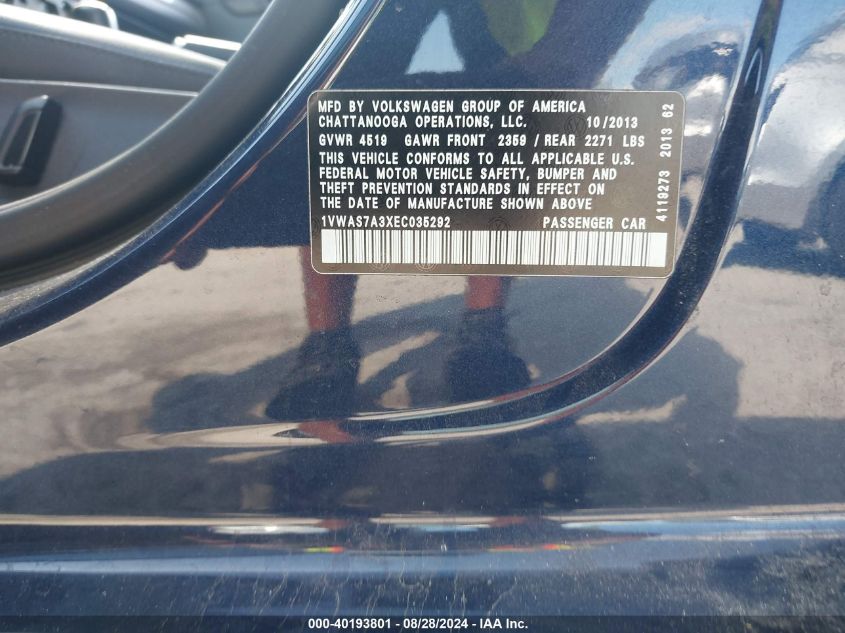 MFD BY VOLKSWAGEN GROUP OF AMERICA
CHATTANOOGA OPERATIONS, LLC. 10/2013
GVWR 4519 GAWR FRONT 2359 / REAR 2271 LBS
THIS VEHICLE CONFORMS TO ALL APPLICABLE U.S.
FEDERAL MOTOR VEHICLE SAFETY, BUMPER AND
THEFT PREVENTION STANDARDS IN EFFECT ON
THE DATE OF MANUFACTURE SHOWN ABOVE
1VWAS7A3XEC035292 PASSENGER CAR
4119273 2013 62
000-40193801 - 08/28/2024 - IAA Inc.